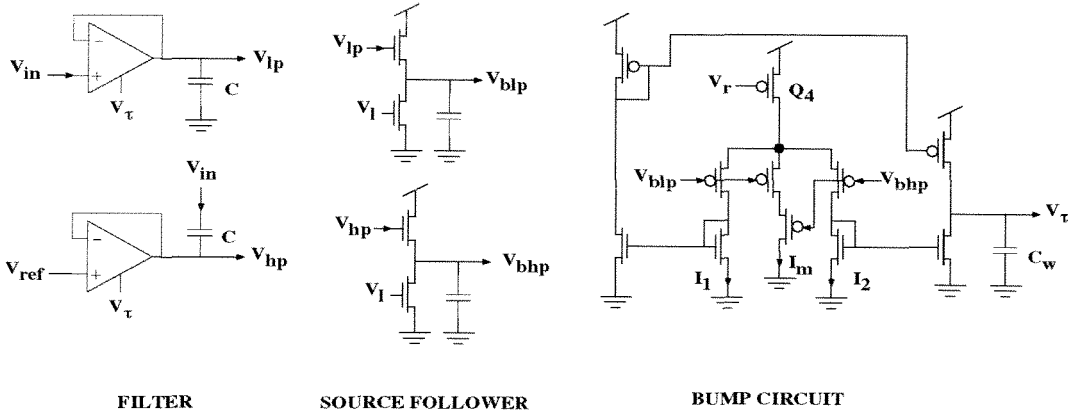 V_in
V_τ
C
V_lp
V_in
V_ref
V_τ
C
V_hp
FILTER
V_lp
V_l
V_blp
V_hp
V_l
V_bhp
SOURCE FOLLOWER
V_r
Q_4
V_blp
V_bhp
I_1
I_m
I_2
V_τ
C_w
BUMP CIRCUIT